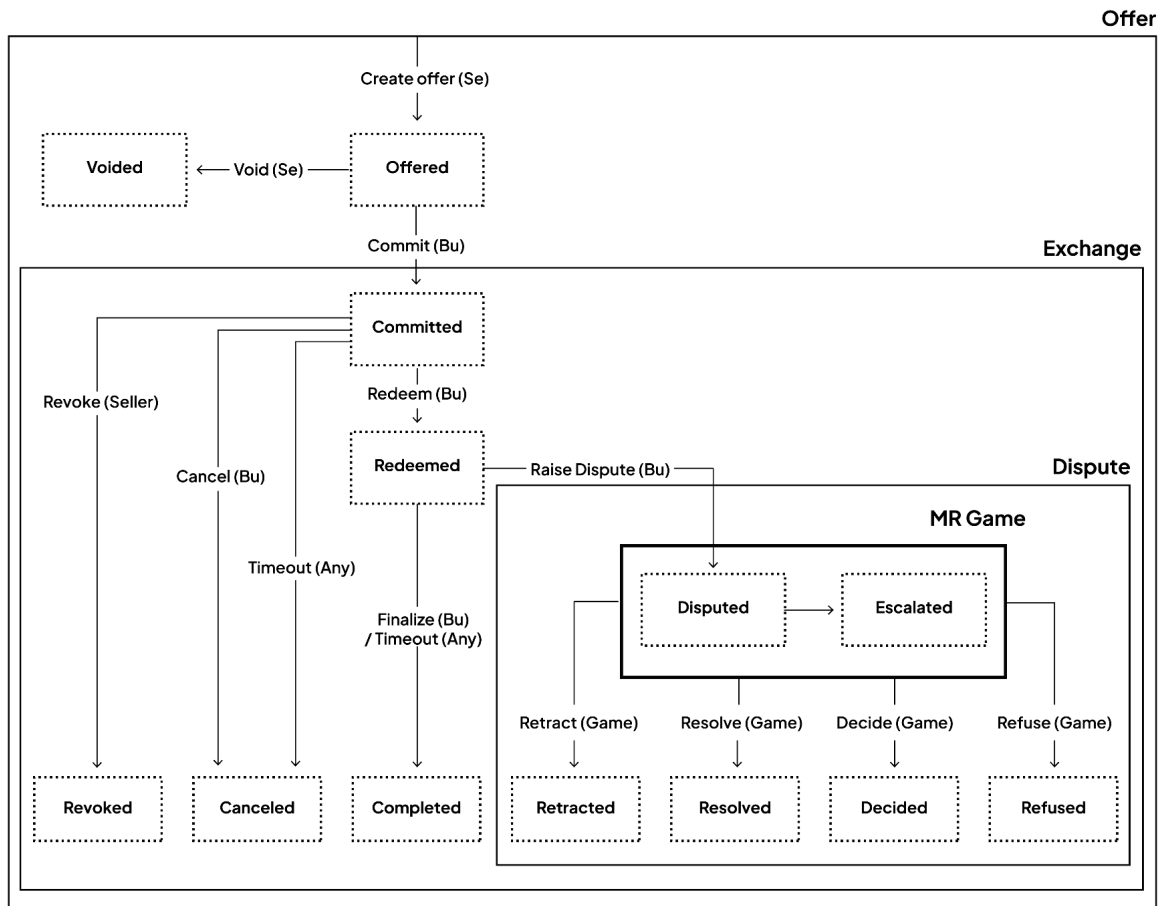 Offer
Create offer (Se)
Voided
Void (Se)
Offered
Commit (Bu)
Exchange
Committed
Redeem (Bu)
Revoke (Seller)
Redeemed
Raise Dispute (Bu)
Dispute
Cancel (Bu)
MR Game
Timeout (Any)
Disputed
Escalated
Finalize (Bu)
/ Timeout (Any)
Retract (Game)
Resolve (Game)
Decide (Game)
Refuse (Game)
Revoked
Canceled
Completed
Retracted
Resolved
Decided
Refused